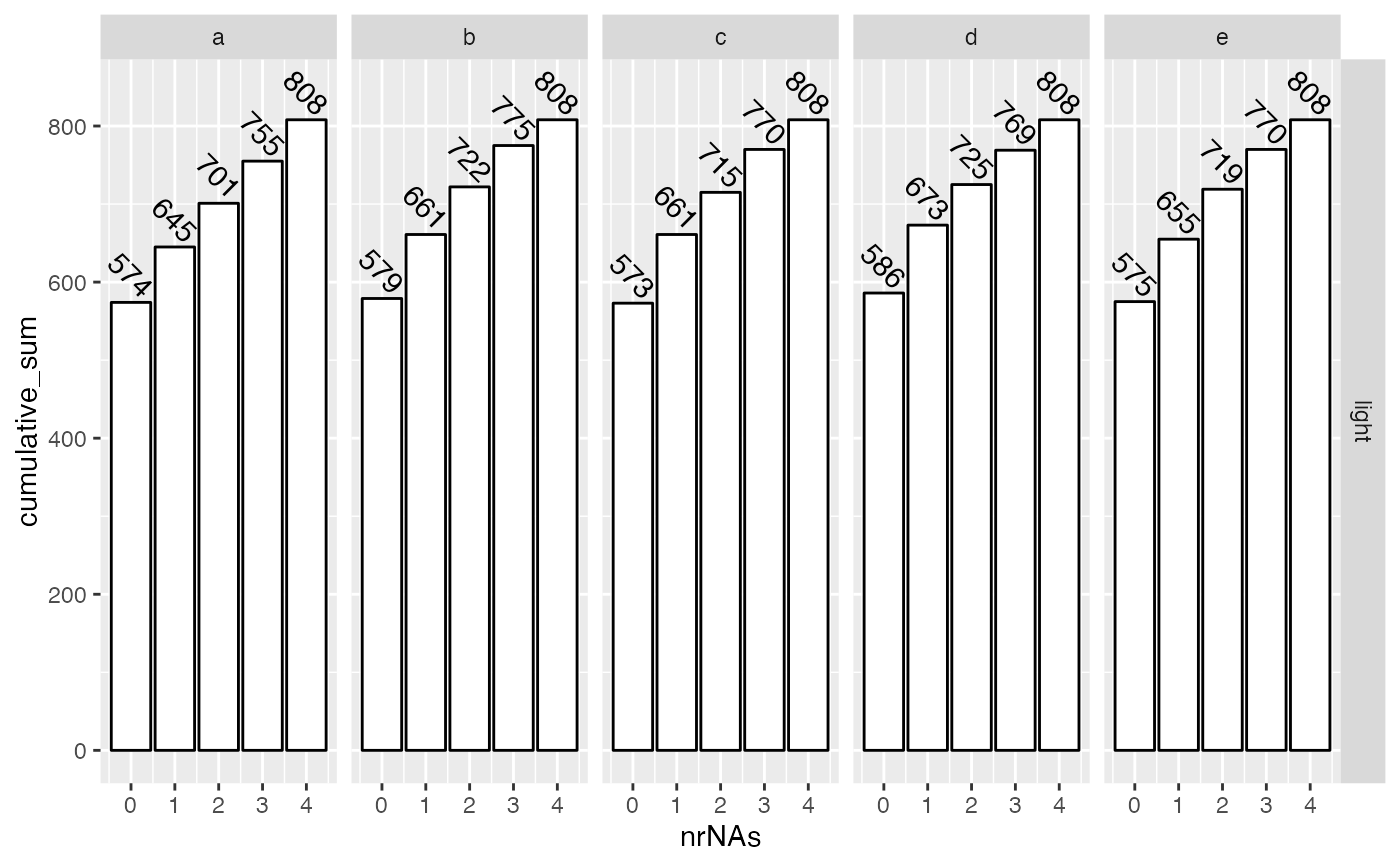 a b c d e
574 645 701 755 808
579 661 722 775 808
573 661 715 770 808
586 673 725 769 808
575 655 719 770 808
light
cumulative_sum
800
600
400
200
0
0 1 2 3 4 0 1 2 3 4 0 1 2 3 4 0 1 2 3 4 0 1 2 3 4
nrNAs